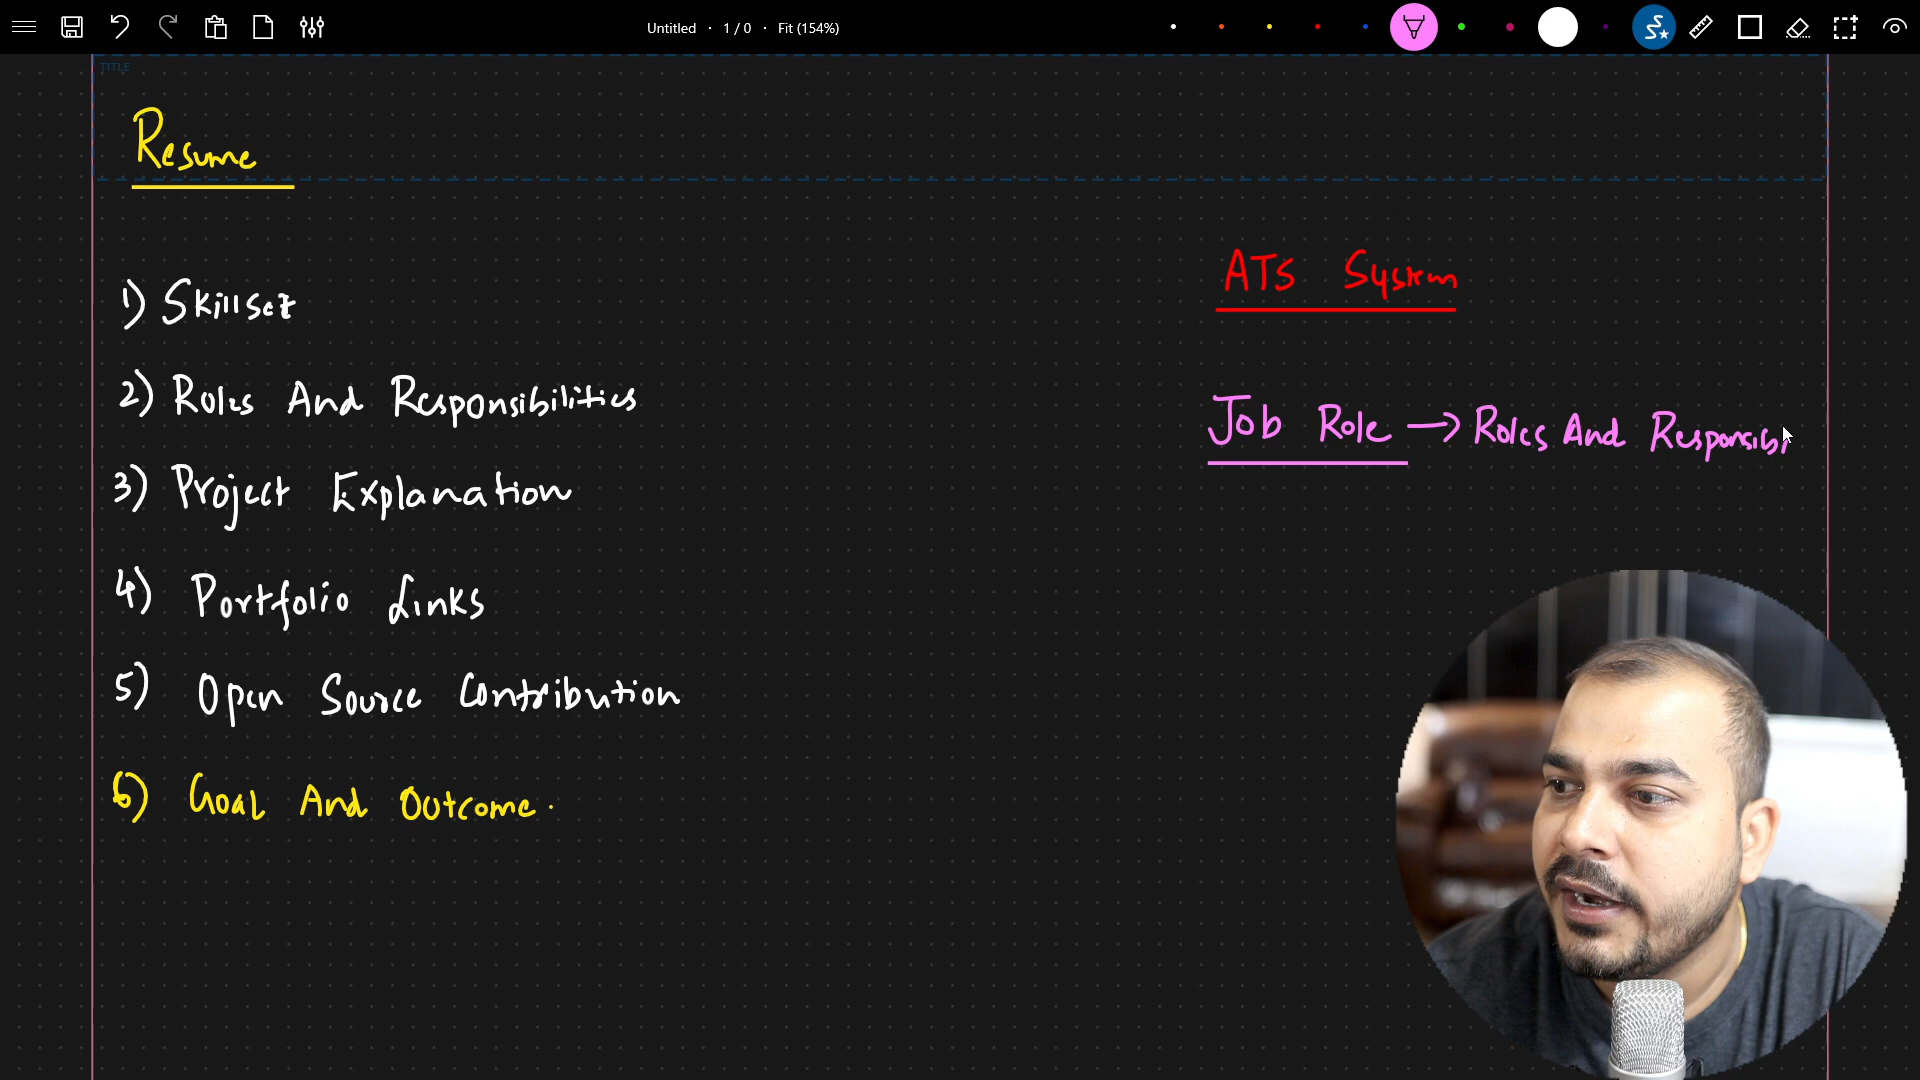 Untitled · 1 / 0 · Fit (154%)
TITLE
Resume
1) Skillset
2) Roles And Responsibilities
3) Project Explanation
4) Portfolio Links
5) Open Source Contribution
6) Goal And Outcome.
ATS System
Job Role → Roles And Responsibi